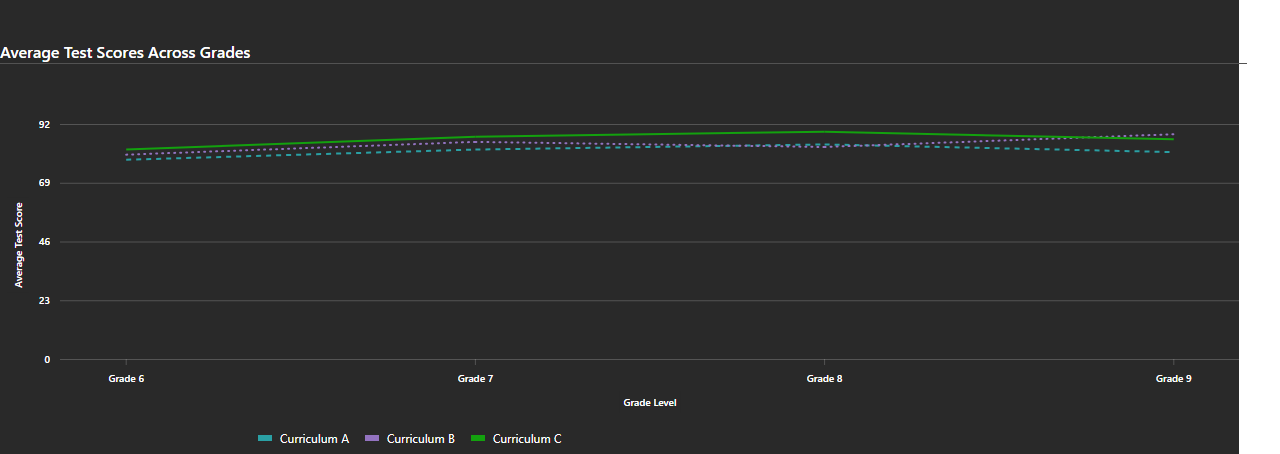 Average Test Scores Across Grades
92
69
46
23
0
Average Test Score
Grade 6
Grade 7
Grade 8
Grade 9
Grade Level
Curriculum A
Curriculum B
Curriculum C